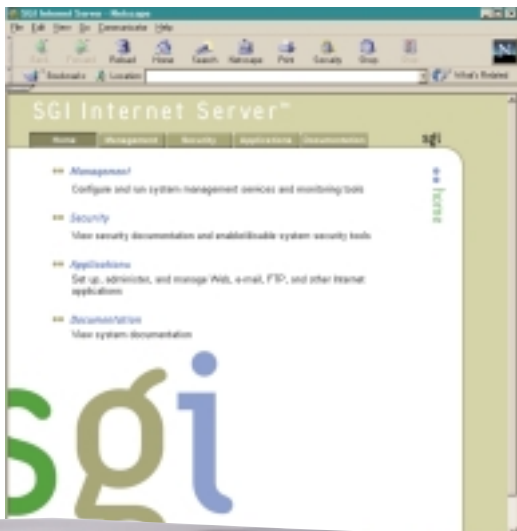 SGI Internet Server - Netscape
File Edit View Go Communicator Help
Back Forward Reload Home Search Netscape Print Security Shop Stop
Bookmarks Location What's Related
SGI Internet Server™
Home Management Security Applications Documentation sgi
home
Management
Configure and run system management services and monitoring tools
Security
View security documentation and enable/disable system security tools
Applications
Set up, administer, and manage Web, e-mail, FTP, and other Internet
applications
Documentation
View system documentation
sgi